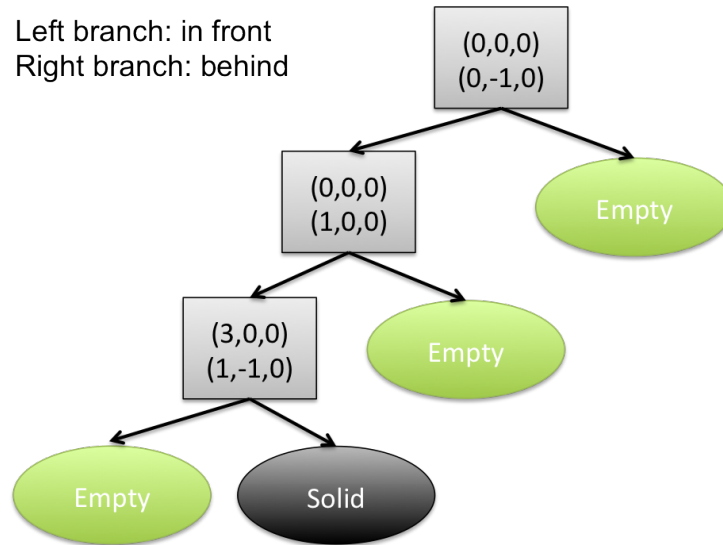 Left branch: in front
Right branch: behind
(0,0,0)
(0,-1,0)
(0,0,0)
(1,0,0)
Empty
(3,0,0)
(1,-1,0)
Empty
Empty
Solid